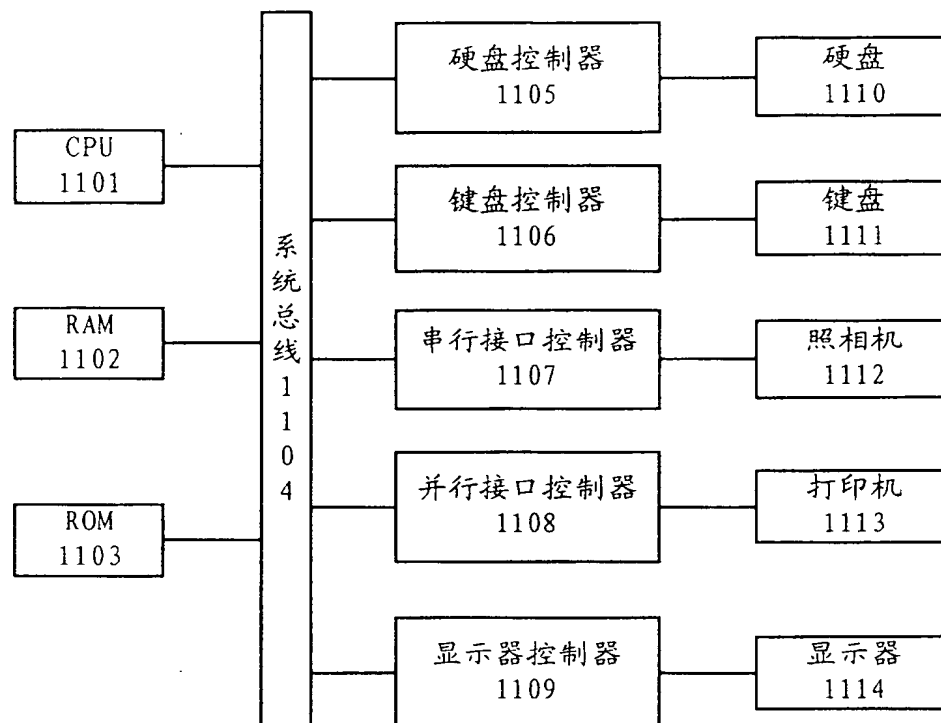 CPU
1101
RAM
1102
ROM
1103
系统总线1104
硬盘控制器
1105
键盘控制器
1106
串行接口控制器
1107
并行接口控制器
1108
显示器控制器
1109
硬盘
1110
键盘
1111
照相机
1112
打印机
1113
显示器
1114